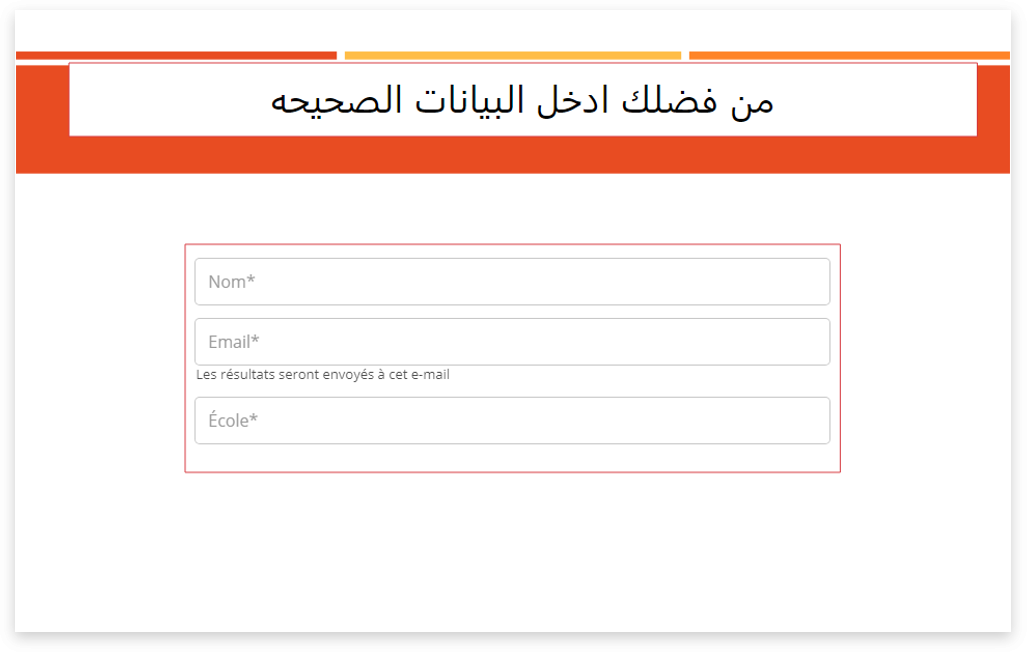 من فضلك ادخل البيانات الصحيحه
Nom*
Email*
Les résultats seront envoyés à cet e-mail
École*